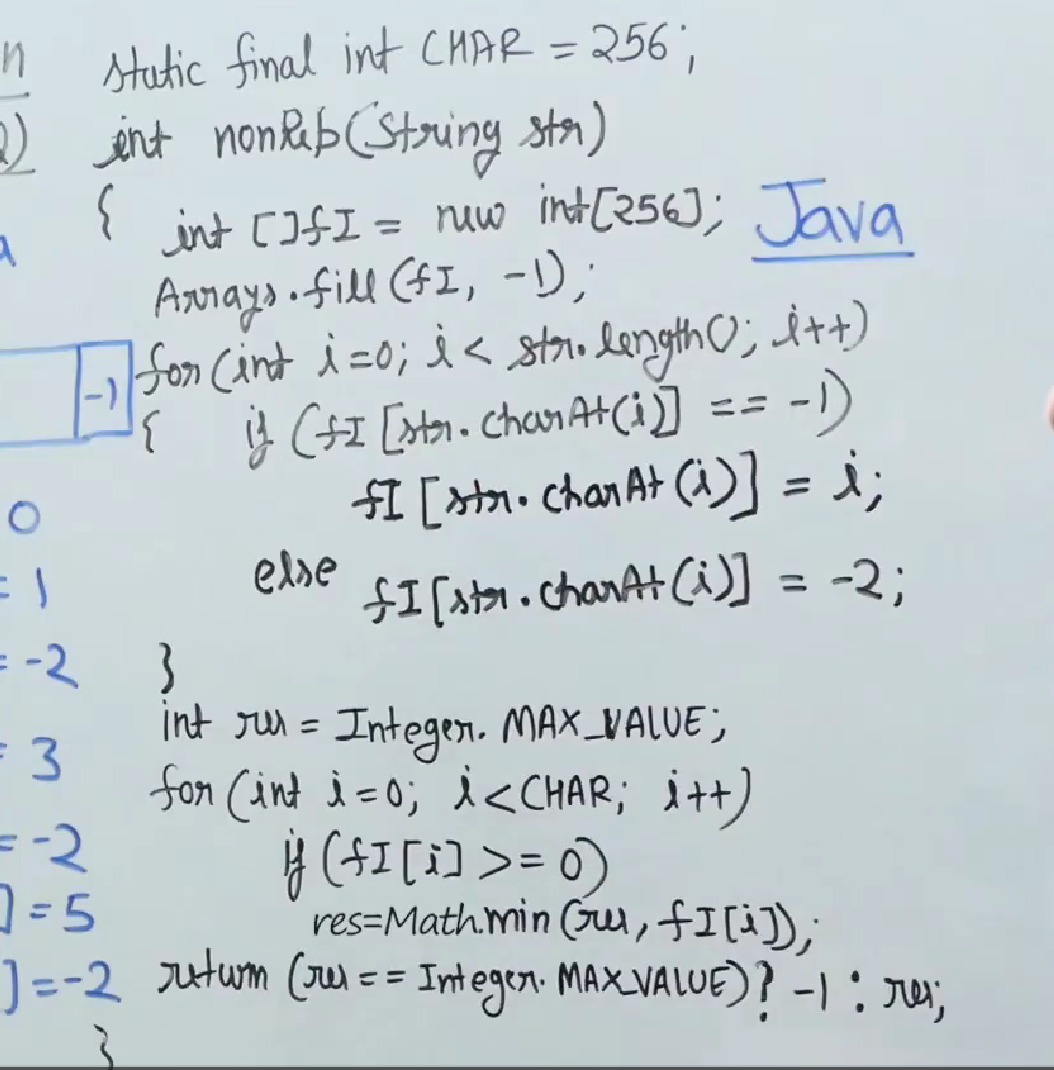 static final int CHAR = 256;
int nonReb(String str)
{ int []fI = new int[256];
Java
Arrays.fill(fI, -1);
for(int i=0; i< str.length(); i++)
-1
{ if (fI[str.charAt(i)] == -1)
fI[str.charAt(i)] = i;
0
else fI[str.charAt(i)] = -2;
= 1
}
= -2
int res = Integer.MAX_VALUE;
= 3
for(int i=0; i<CHAR; i++)
if (fI[i] >= 0)
= -2
res=Math.min(res, fI[i]);
] = 5
return (res == Integer.MAX_VALUE)? -1 : res;
] = -2
}